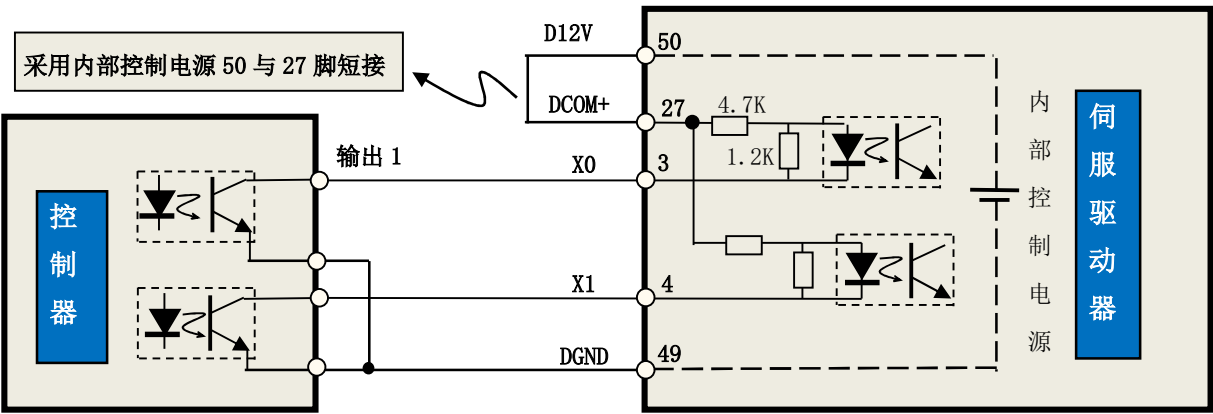 D12V
50
采用内部控制电源 50 与 27 脚短接
DCOM+
27
4.7K
1.2K
输出 1
X0
3
X1
4
DGND
49
控制器
内部控制电源
伺服驱动器